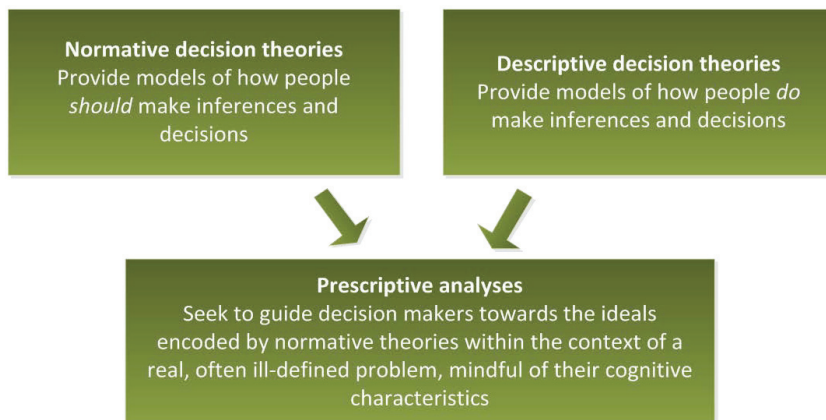 Normative decision theories
Provide models of how people
should make inferences and
decisions
Descriptive decision theories
Provide models of how people do
make inferences and decisions
Prescriptive analyses
Seek to guide decision makers towards the ideals
encoded by normative theories within the context of a
real, often ill-defined problem, mindful of their cognitive
characteristics